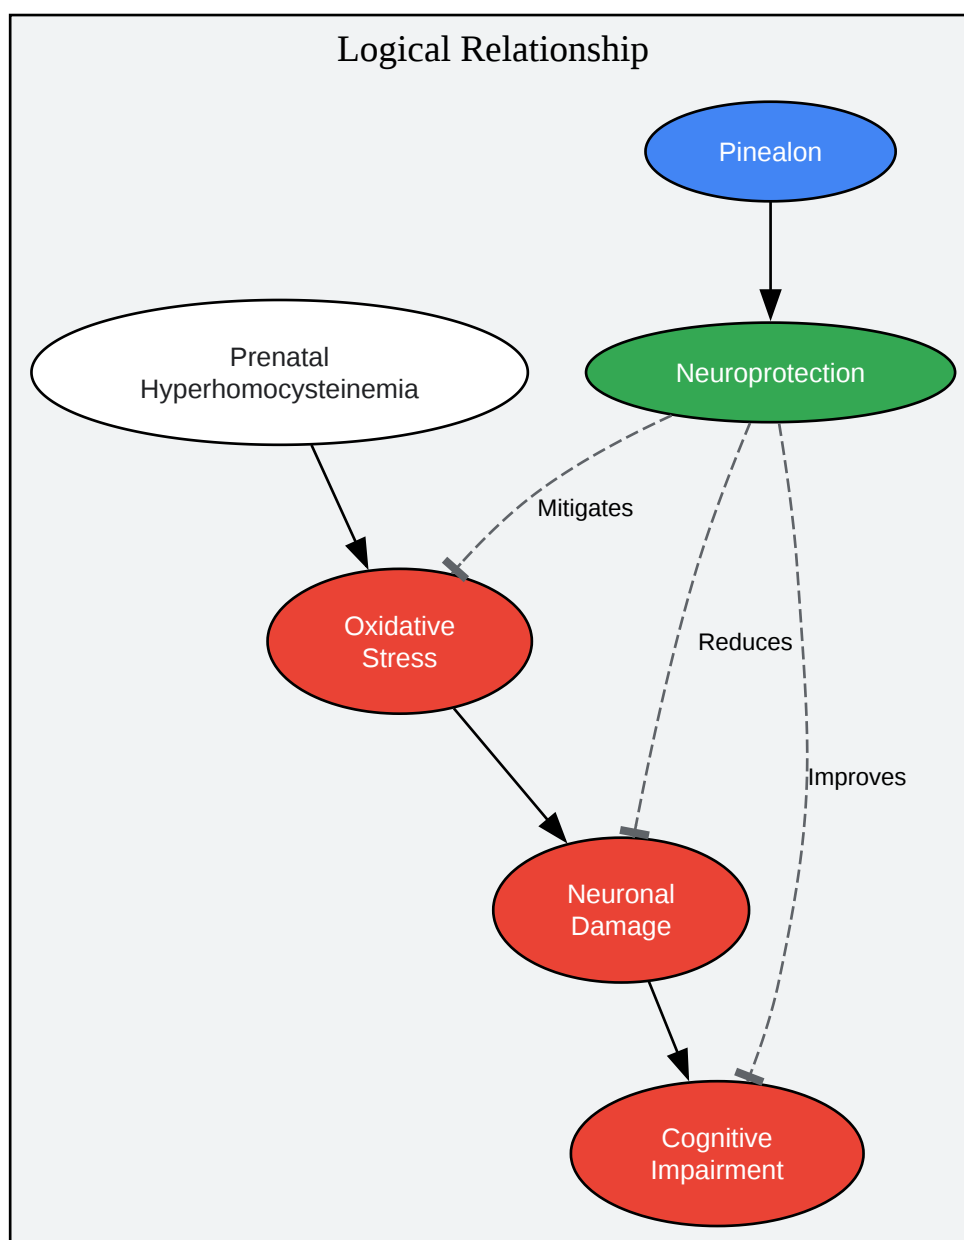 Logical Relationship
Pinealon
Prenatal
Hyperhomocysteinemia
Neuroprotection
Mitigates
Oxidative
Stress
Reduces
Improves
Neuronal
Damage
Cognitive
Impairment